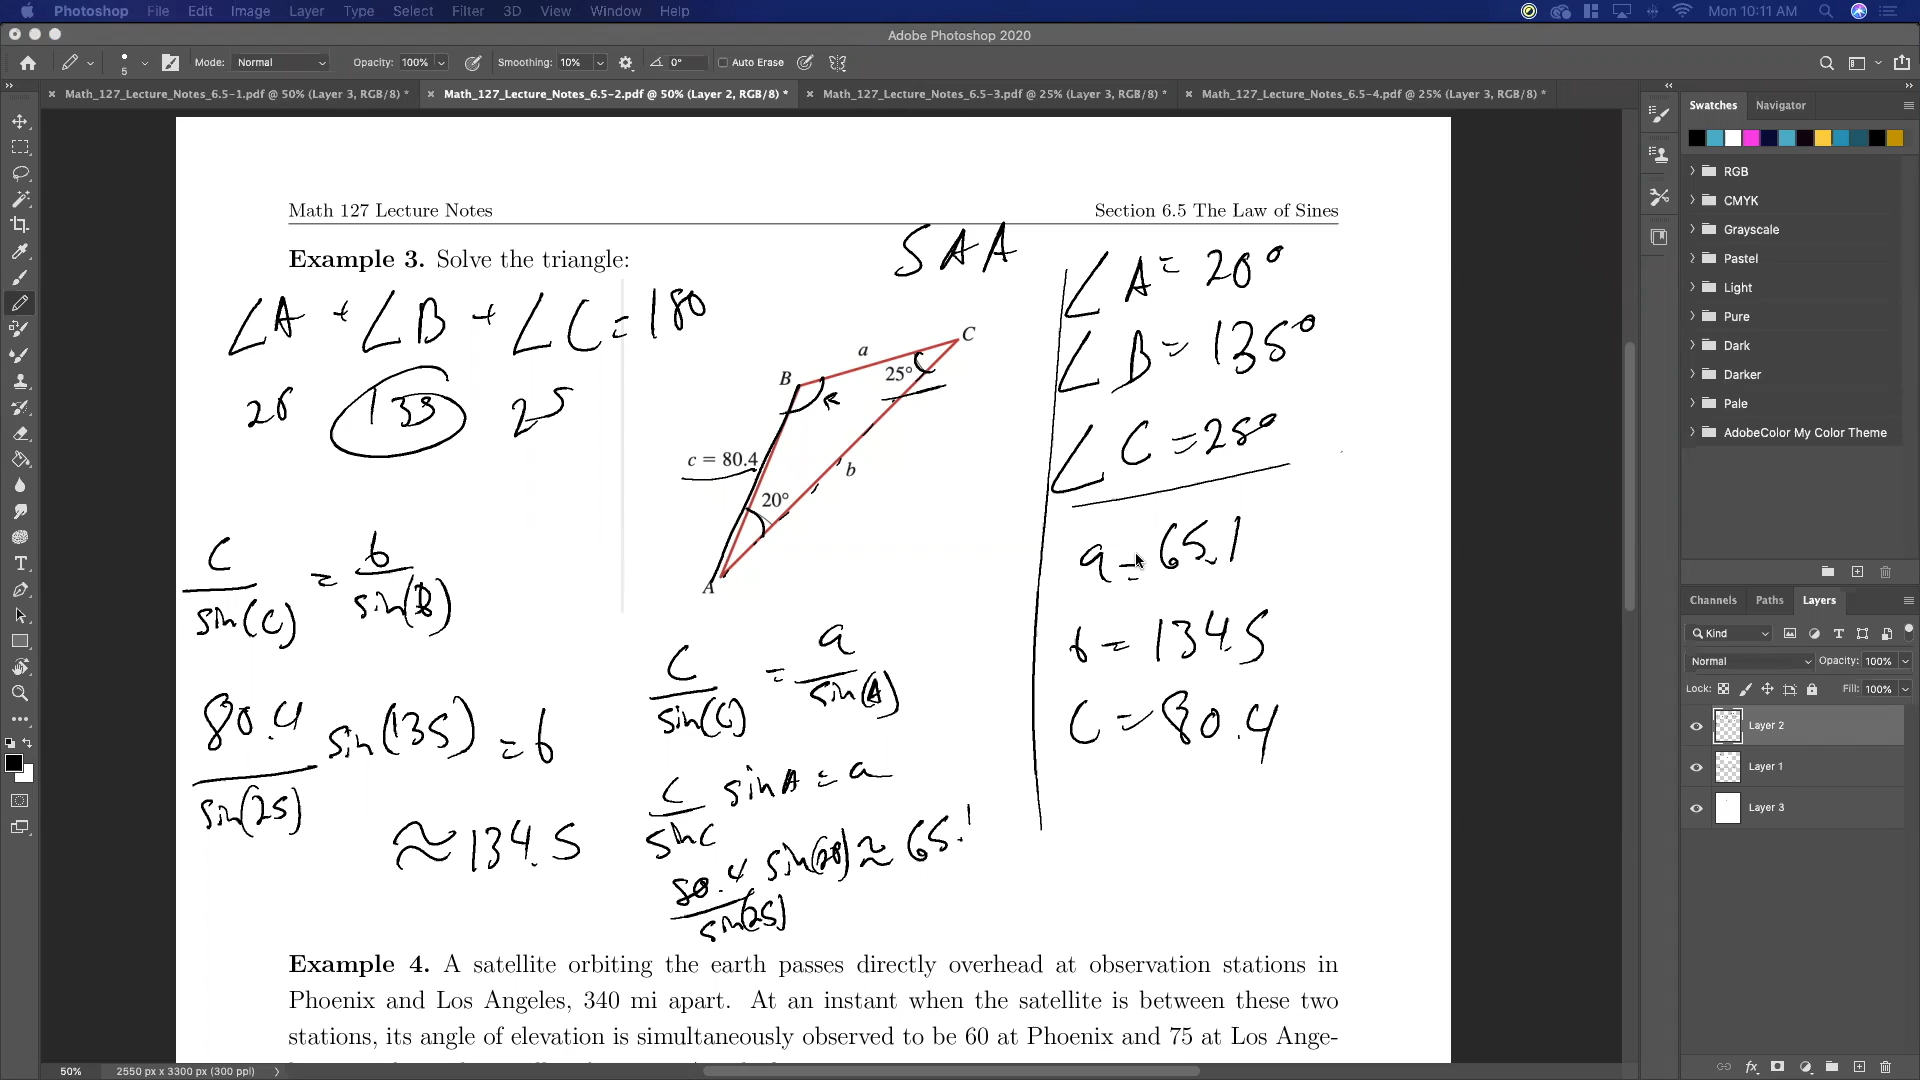 Photoshop File Edit Image Layer Type Select Filter 3D View Window Help Mon 10:11 AM
Adobe Photoshop 2020
5 Mode: Normal Opacity: 100% Smoothing: 10% 0° Auto Erase
Math_127_Lecture_Notes_6.5-1.pdf @ 50% (Layer 3, RGB/8) *
Math_127_Lecture_Notes_6.5-2.pdf @ 50% (Layer 2, RGB/8) *
Math_127_Lecture_Notes_6.5-3.pdf @ 25% (Layer 3, RGB/8) *
Math_127_Lecture_Notes_6.5-4.pdf @ 25% (Layer 3, RGB/8) *
Math 127 Lecture Notes Section 6.5 The Law of Sines
Example 3. Solve the triangle:
SAA
∠A + ∠B + ∠C = 180
20 135 25
C
a
B
25°
c = 80.4
b
20°
A
∠A = 20°
∠B = 135°
∠C = 25°
a = 65.1
b = 134.5
c = 80.4
c/sin(C) = b/sin(B)
80.4/sin(25) sin(135) = b
≈ 134.5
c/sin(C) = a/sin(A)
c/sin C sin A = a
80.4/sin(25) sin(20) ≈ 65.1
Example 4. A satellite orbiting the earth passes directly overhead at observation stations in
Phoenix and Los Angeles, 340 mi apart. At an instant when the satellite is between these two
stations, its angle of elevation is simultaneously observed to be 60 at Phoenix and 75 at Los Ange-
50% 2550 px x 3300 px (300 ppi)
Swatches Navigator
RGB
CMYK
Grayscale
Pastel
Light
Pure
Dark
Darker
Pale
AdobeColor My Color Theme
Channels Paths Layers
Kind
Normal Opacity: 100%
Lock: Fill: 100%
Layer 2
Layer 1
Layer 3
fx